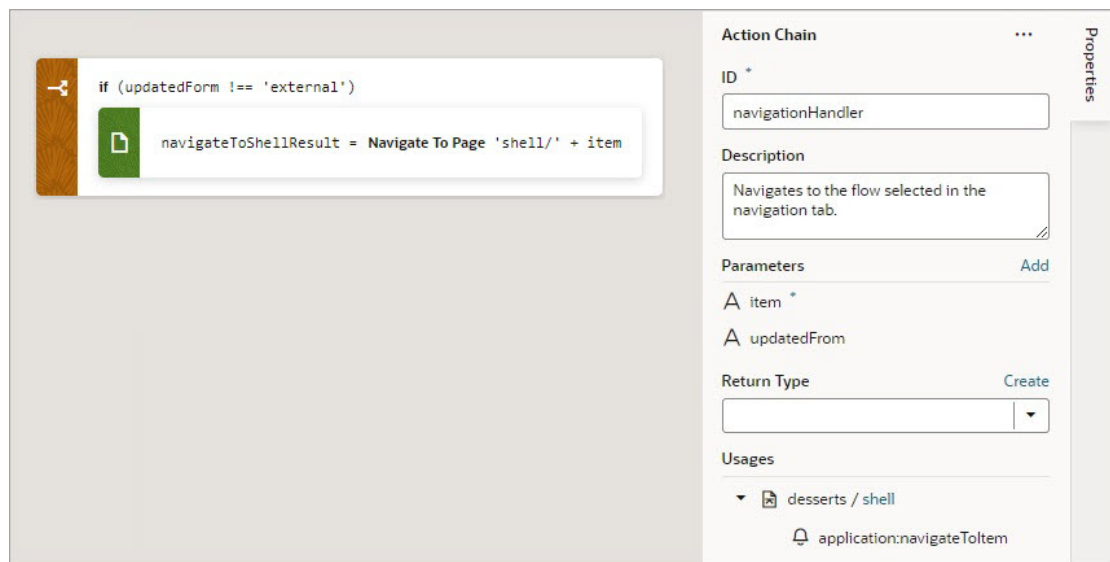 if (updatedForm !== 'external')
navigateToShellResult = Navigate To Page 'shell/' + item
Action Chain
ID *
navigationHandler
Description
Navigates to the flow selected in the
navigation tab.
Parameters Add
A item *
A updatedFrom
Return Type Create
Usages
desserts / shell
application:navigateToItem
Properties